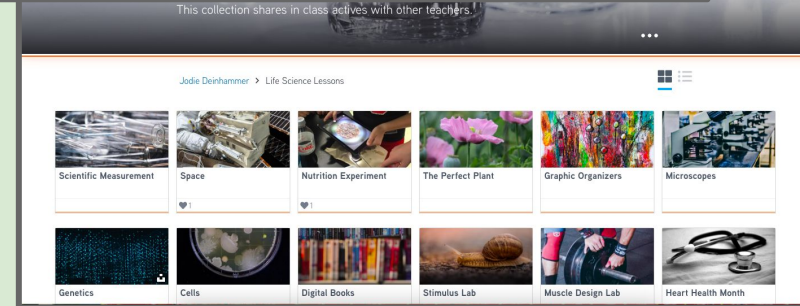 This collection shares in class actives with other teachers.
Jodie Deinhammer > Life Science Lessons
Scientific Measurement
Space
Nutrition Experiment
The Perfect Plant
Graphic Organizers
Microscopes
1
1
Genetics
Cells
Digital Books
Stimulus Lab
Muscle Design Lab
Heart Health Month